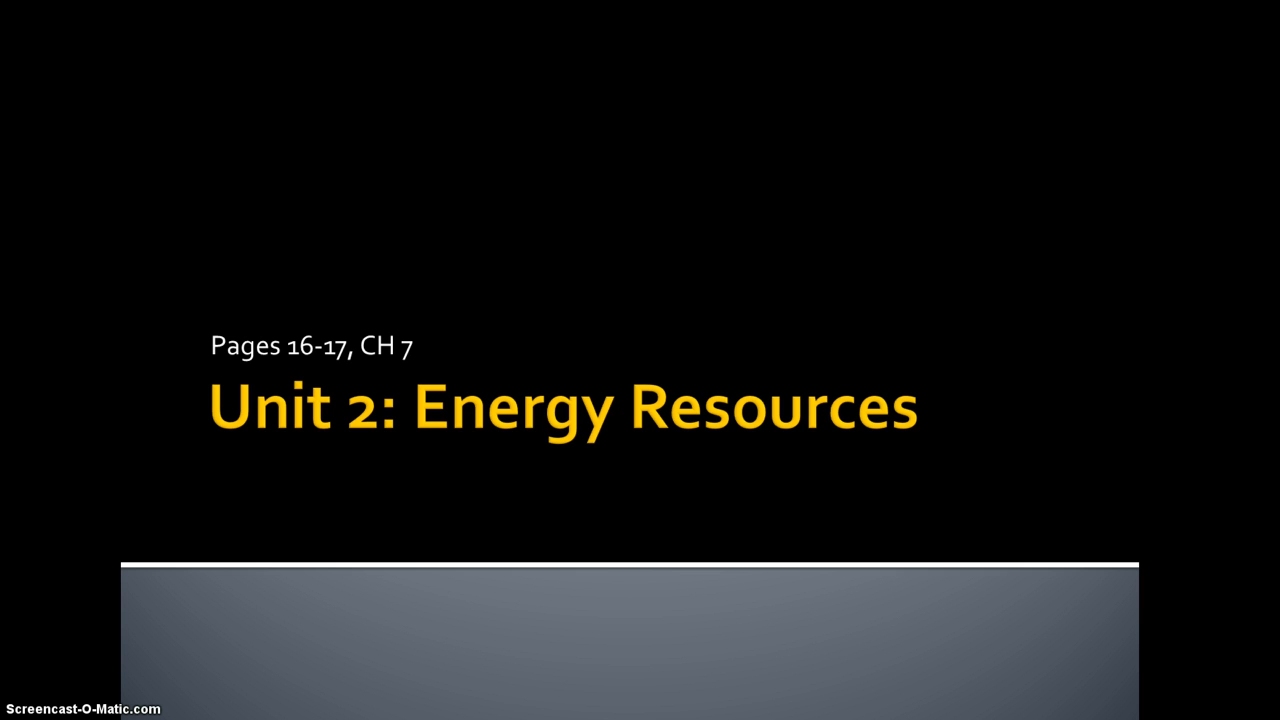 Pages 16-17, CH 7
Unit 2: Energy Resources
Screencast-O-Matic.com